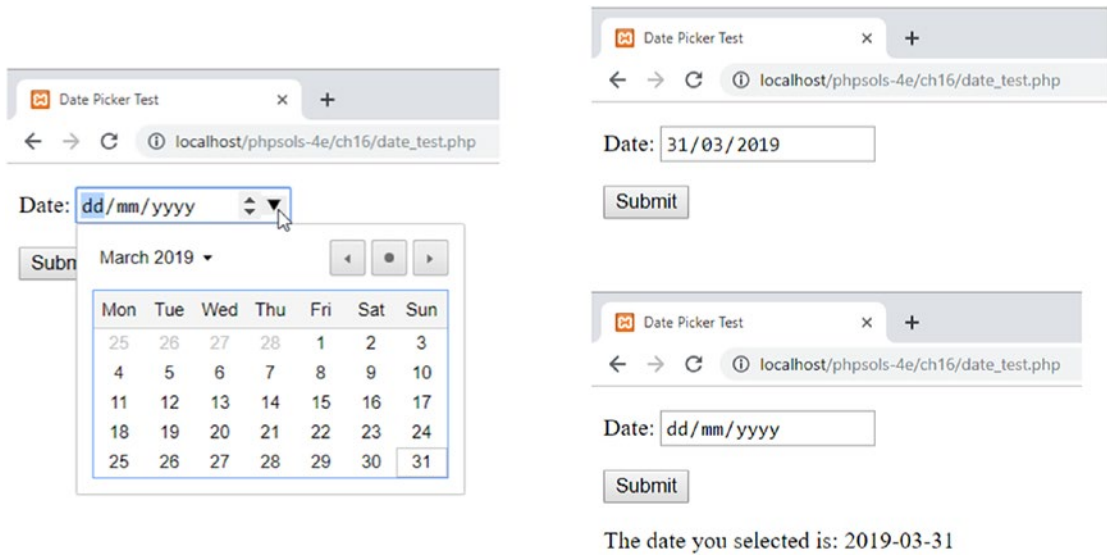 Date Picker Test
localhost/phpsols-4e/ch16/date_test.php
Date: dd/mm/yyyy
Subm
March 2019
Mon Tue Wed Thu Fri Sat Sun
25 26 27 28 1 2 3
4 5 6 7 8 9 10
11 12 13 14 15 16 17
18 19 20 21 22 23 24
25 26 27 28 29 30 31
Date Picker Test
localhost/phpsols-4e/ch16/date_test.php
Date: 31/03/2019
Submit
Date Picker Test
localhost/phpsols-4e/ch16/date_test.php
Date: dd/mm/yyyy
Submit
The date you selected is: 2019-03-31